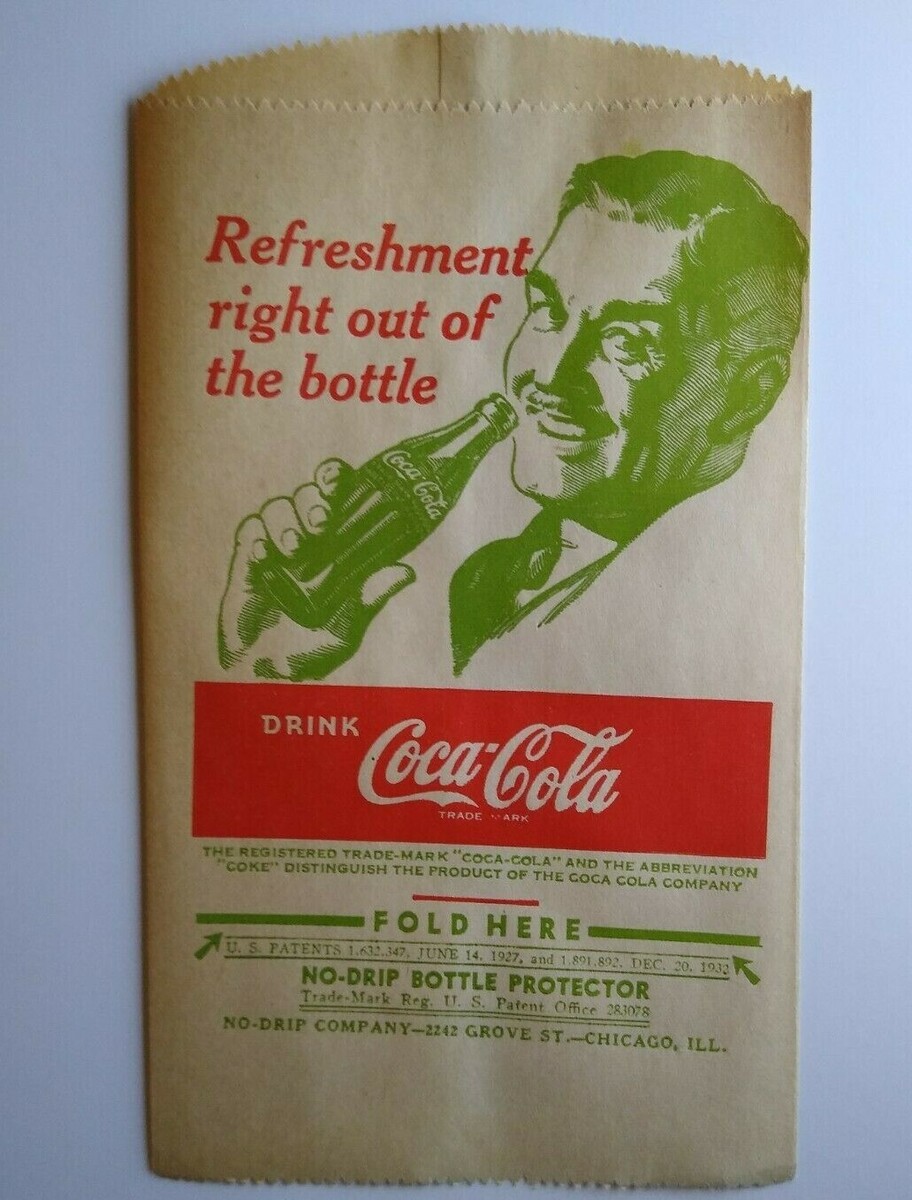 Refreshment
right out of
the bottle
Coca-Cola
DRINK Coca-Cola
TRADE MARK
THE REGISTERED TRADE-MARK "COCA-COLA" AND THE ABBREVIATION
"COKE" DISTINGUISH THE PRODUCT OF THE COCA COLA COMPANY
FOLD HERE
U. S. PATENTS 1.632.347, JUNE 14, 1927, and 1.891.892. DEC. 20, 1932
NO-DRIP BOTTLE PROTECTOR
Trade-Mark Reg. U. S. Patent Office 283078
NO-DRIP COMPANY—2242 GROVE ST.—CHICAGO, ILL.